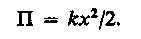 Π = kx²/2.